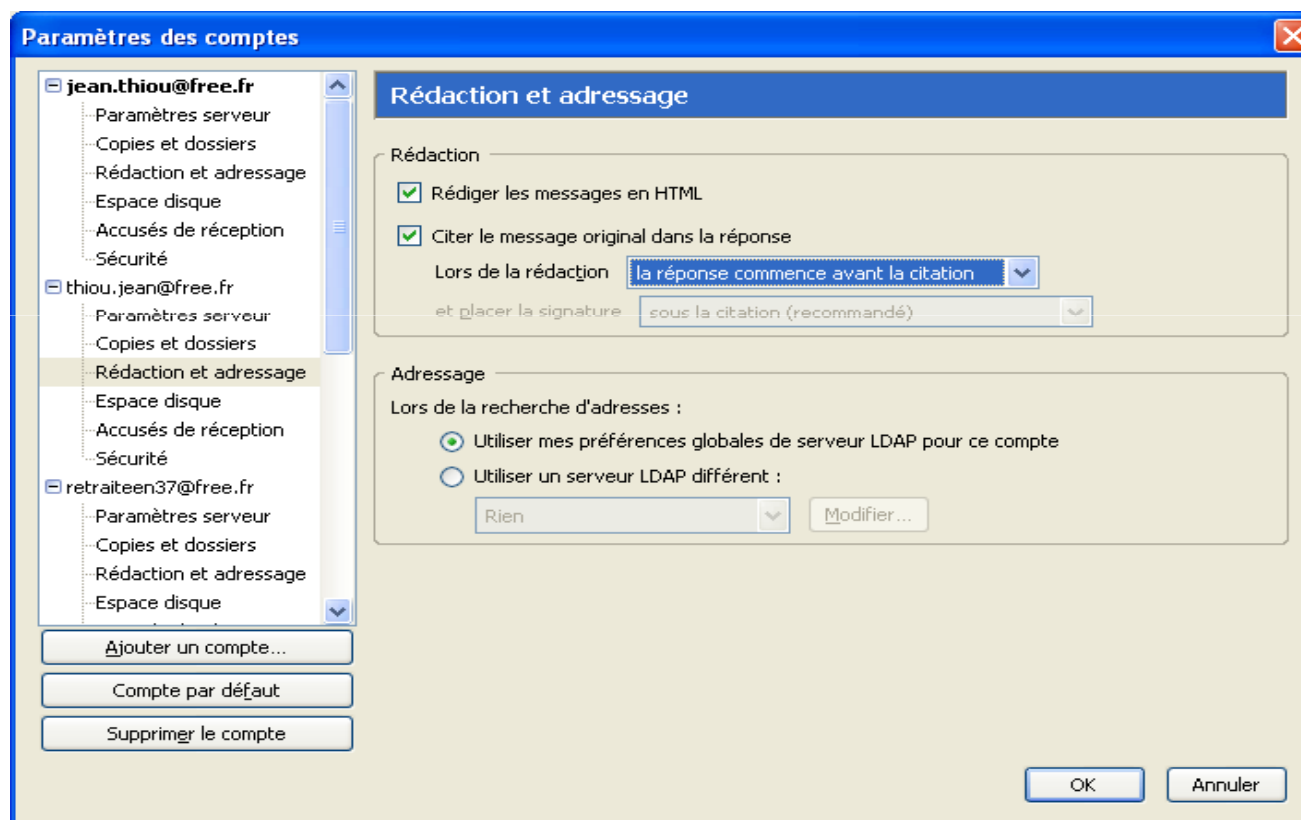 Paramètres des comptes
jean.thiou@free.fr
Paramètres serveur
Copies et dossiers
Rédaction et adressage
Espace disque
Accusés de réception
Sécurité
thiou.jean@free.fr
Paramètres serveur
Copies et dossiers
Rédaction et adressage
Espace disque
Accusés de réception
Sécurité
retraiteen37@free.fr
Paramètres serveur
Copies et dossiers
Rédaction et adressage
Espace disque
Ajouter un compte...
Compte par défaut
Supprimer le compte
Rédaction et adressage
Rédaction
Rédiger les messages en HTML
Citer le message original dans la réponse
Lors de la rédaction la réponse commence avant la citation
et placer la signature sous la citation (recommandé)
Adressage
Lors de la recherche d'adresses :
Utiliser mes préférences globales de serveur LDAP pour ce compte
Utiliser un serveur LDAP différent :
Rien Modifier...
OK Annuler